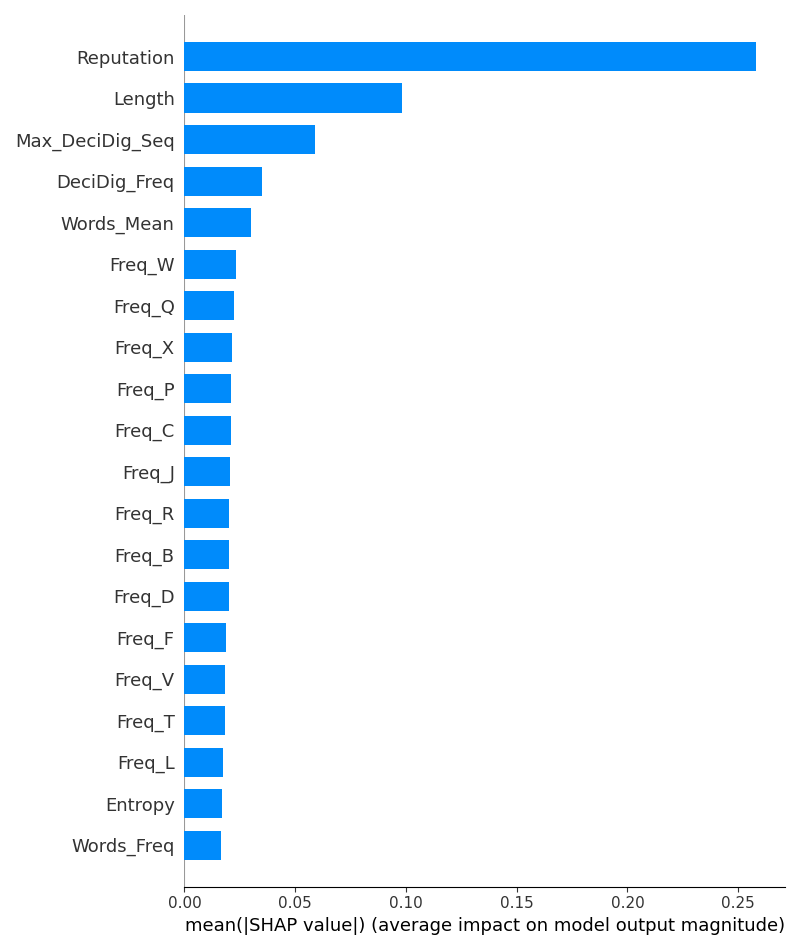 Reputation
Length
Max_DeciDig_Seq
DeciDig_Freq
Words_Mean
Freq_W
Freq_Q
Freq_X
Freq_P
Freq_C
Freq_J
Freq_R
Freq_B
Freq_D
Freq_F
Freq_V
Freq_T
Freq_L
Entropy
Words_Freq
0.00 0.05 0.10 0.15 0.20 0.25
mean(|SHAP value|) (average impact on model output magnitude)